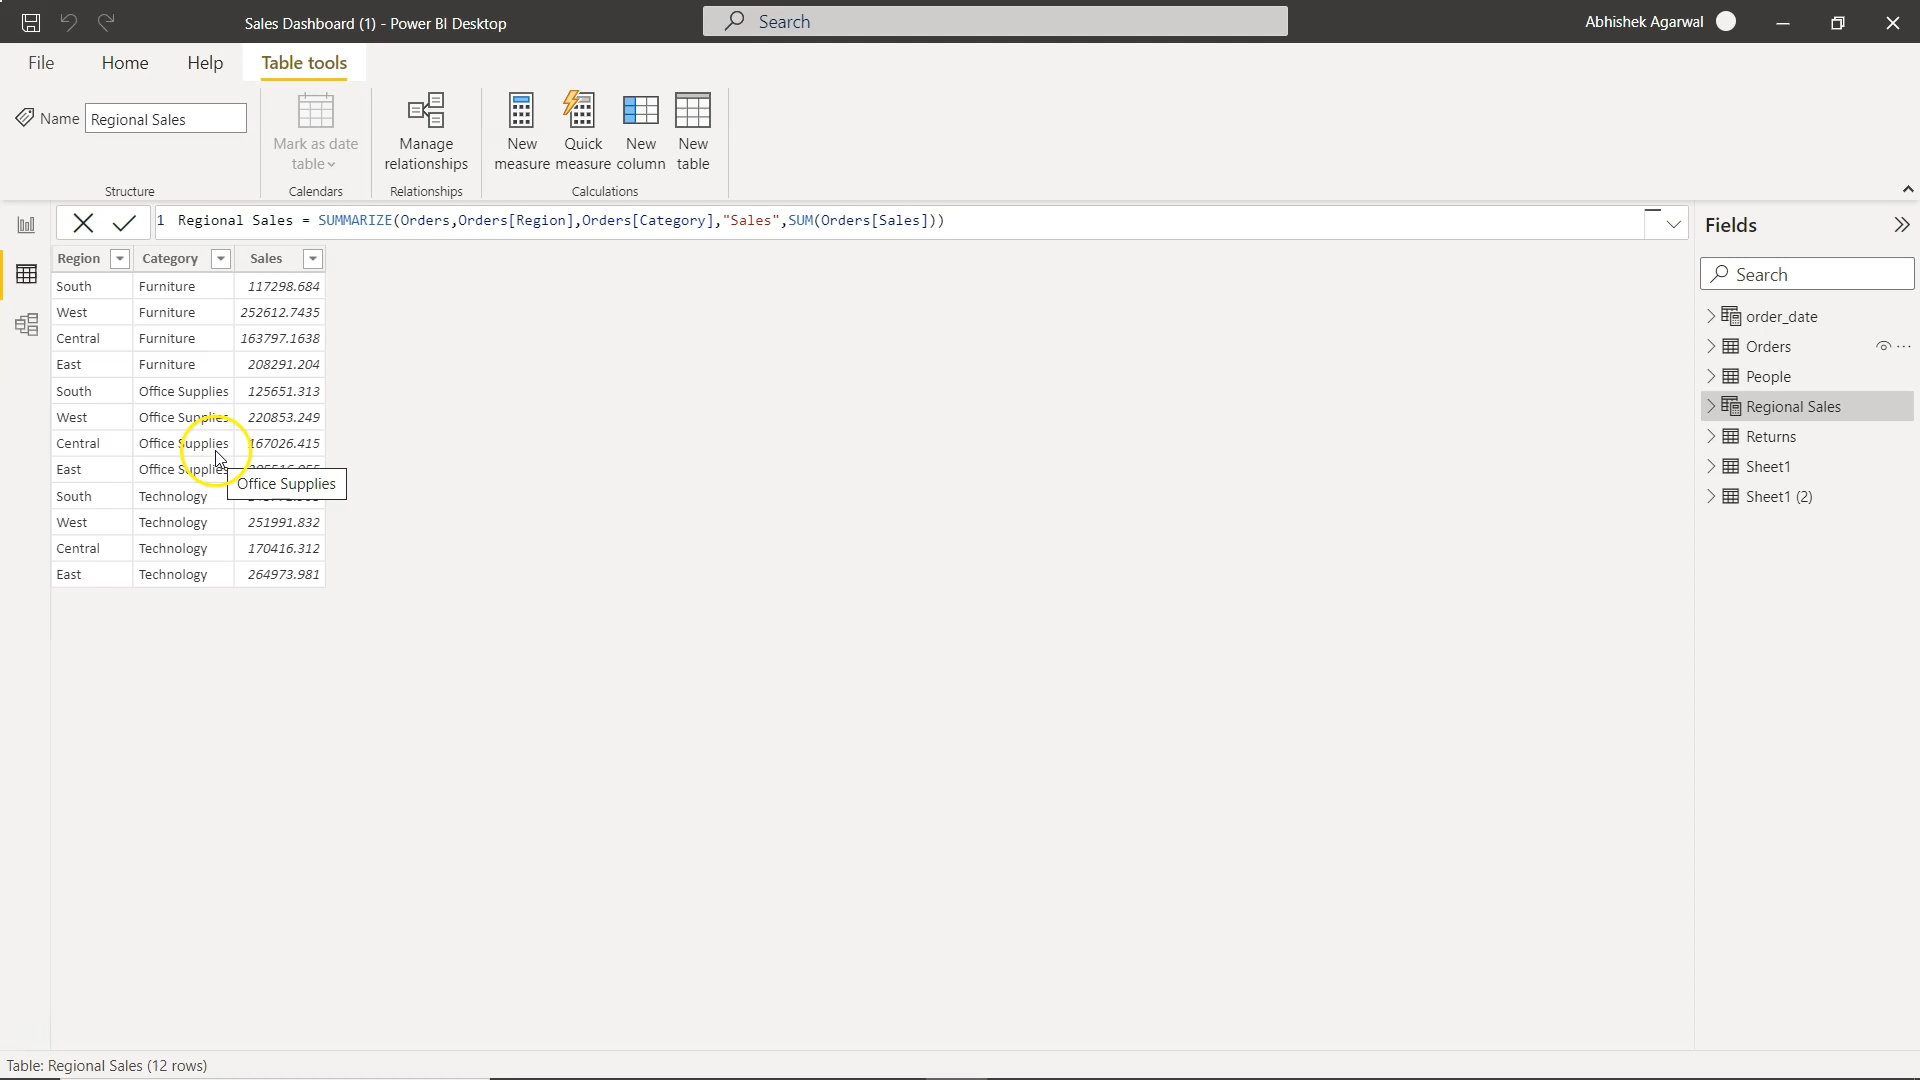 Sales Dashboard (1) - Power BI Desktop
Search
Abhishek Agarwal
File
Home
Help
Table tools
Name
Regional Sales
Mark as date
table
Manage
relationships
New
measure
Quick
measure
New
column
New
table
Structure
Calendars
Relationships
Calculations
1 Regional Sales = SUMMARIZE(Orders,Orders[Region],Orders[Category],"Sales",SUM(Orders[Sales]))
Region Category Sales
South Furniture 117298.684
West Furniture 252612.7435
Central Furniture 163797.1638
East Furniture 208291.204
South Office Supplies 125651.313
West Office Supplies 220853.249
Central Office Supplies 167026.415
East Office Supplies
Office Supplies
South Technology
West Technology 251991.832
Central Technology 170416.312
East Technology 264973.981
Fields
Search
order_date
Orders
People
Regional Sales
Returns
Sheet1
Sheet1 (2)
Table: Regional Sales (12 rows)